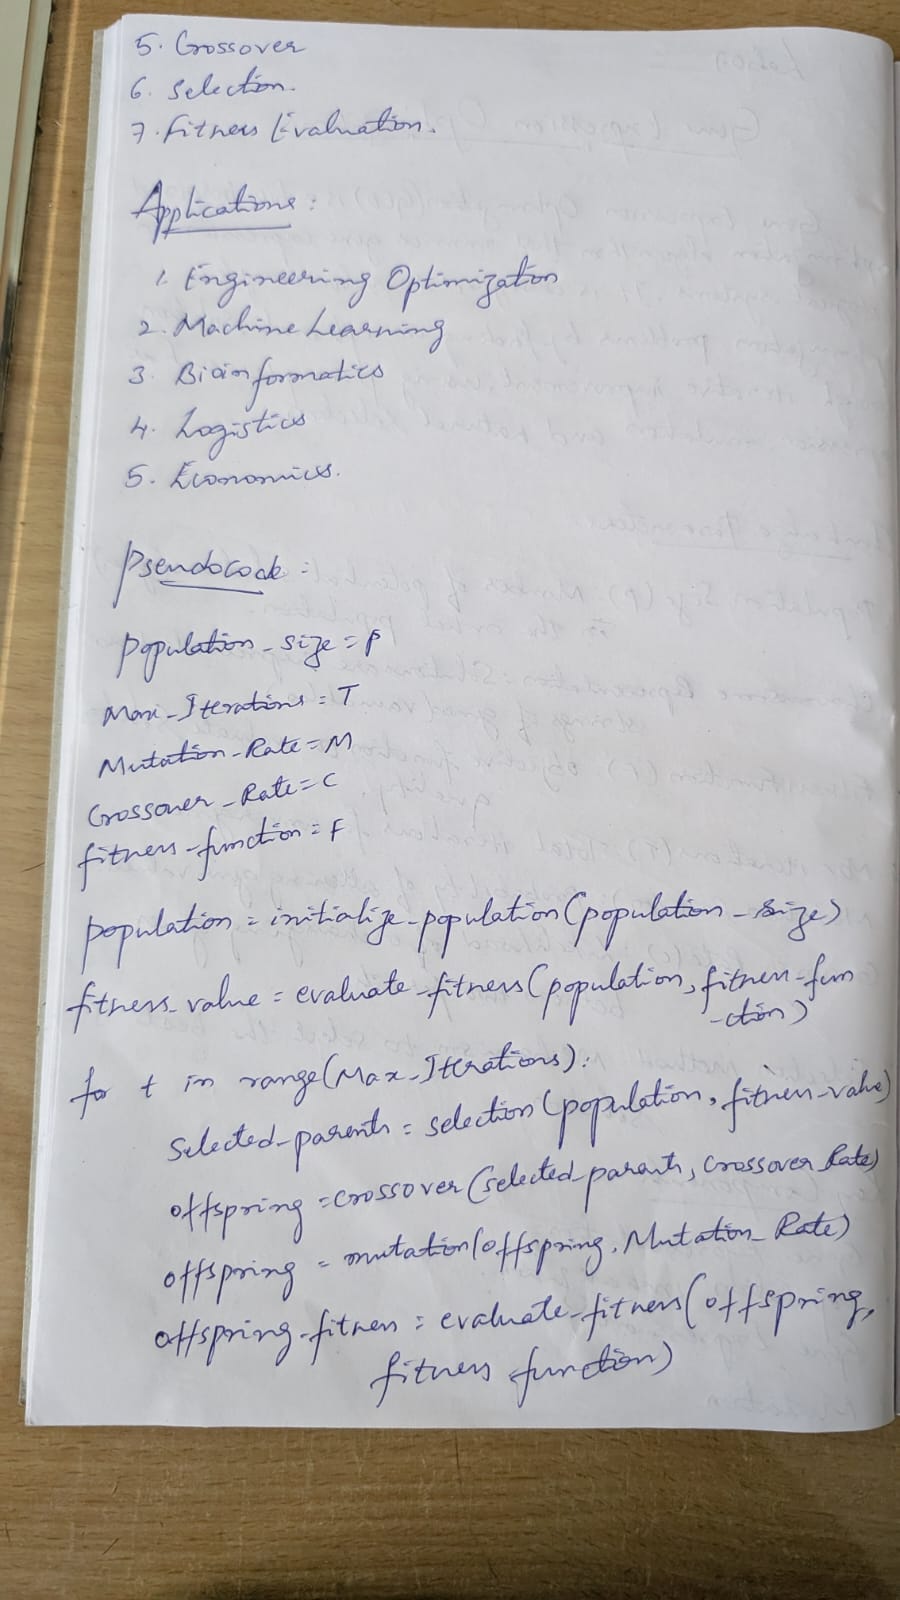 5. Crossover
6. Selection.
7. Fitness Evaluation.
Applications :
1. Engineering Optimization
2. Machine Learning
3. Bioinformatics
4. Logistics
5. Economics.
Pseudocode :
Population_size = P
Max_Iterations = T
Mutation_Rate = M
Crossover_Rate = C
fitness_function = F
population = initialize_population(population_size)
fitness_value = evaluate_fitness(population, fitness_fun
-ction)
for t in range(Max_Iterations):
Selected_parents = selection(population, fitness_value)
offspring = crossover(selected_parents, Crossover_Rate)
offspring = mutation(offspring, Mutation_Rate)
offspring_fitness = evaluate_fitness(offspring,
fitness function)